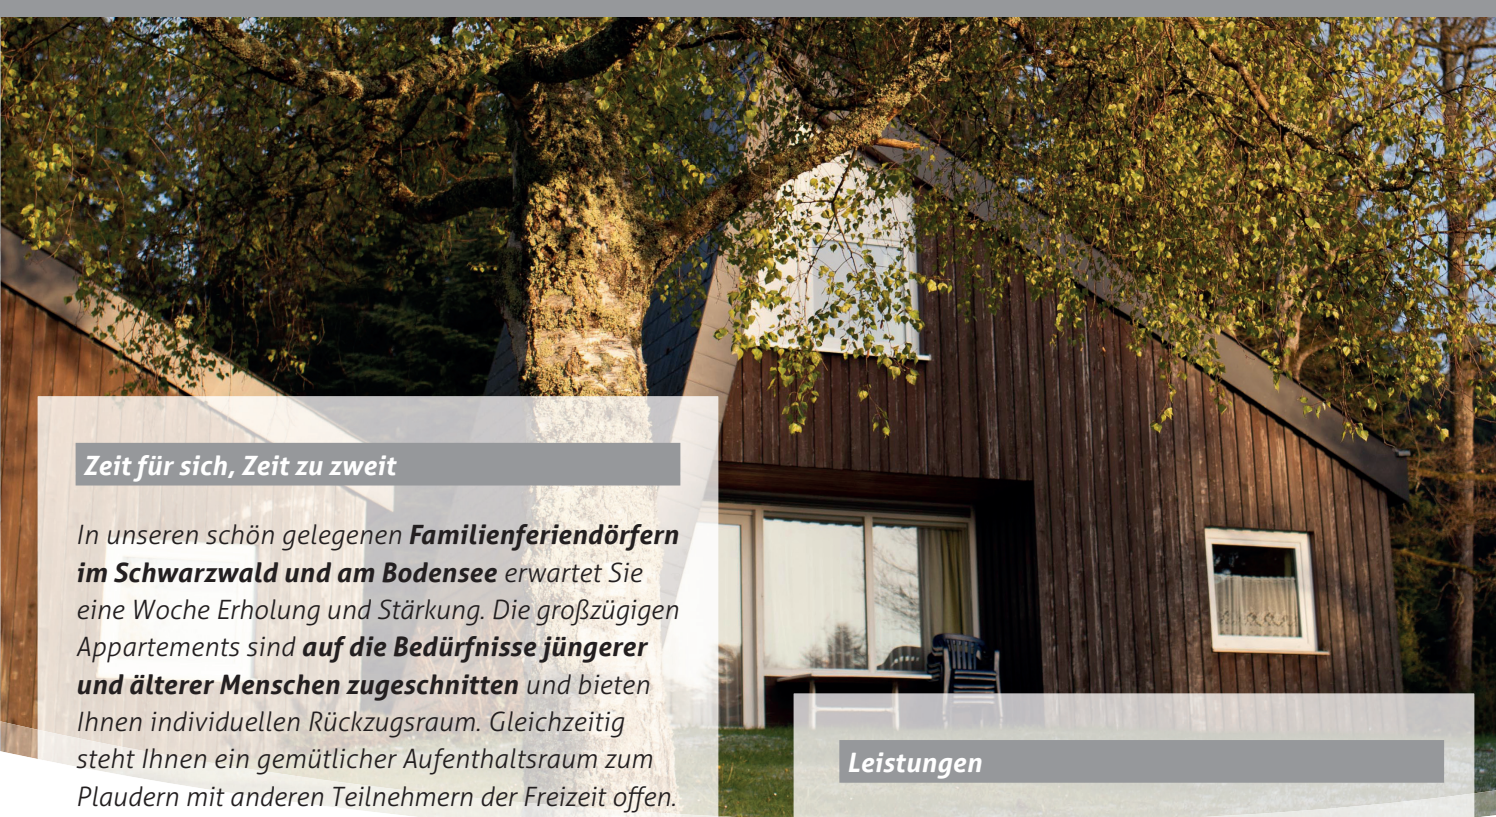 Zeit für sich, Zeit zu zweit
In unseren schön gelegenen Familienferiendörfern
im Schwarzwald und am Bodensee erwartet Sie
eine Woche Erholung und Stärkung. Die großzügigen
Appartements sind auf die Bedürfnisse jüngerer
und älterer Menschen zugeschnitten und bieten
Ihnen individuellen Rückzugsraum. Gleichzeitig
steht Ihnen ein gemütlicher Aufenthaltsraum zum
Plaudern mit anderen Teilnehmern der Freizeit offen.
Leistungen